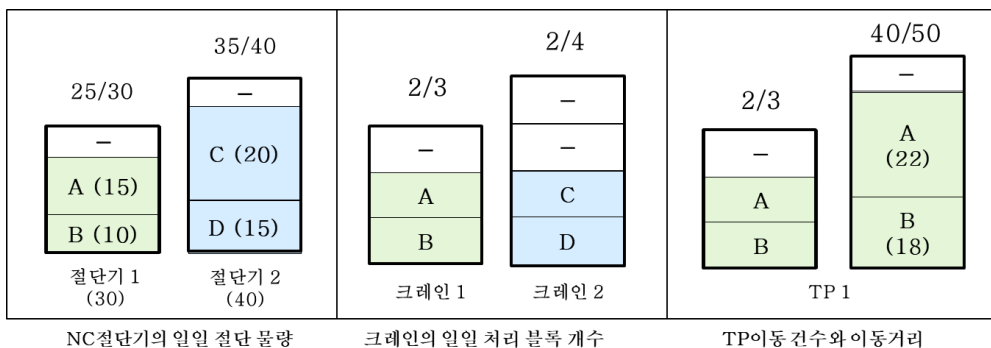 25/30
–
A (15)
B (10)
절단기 1
(30)
35/40
–
C (20)
D (15)
절단기 2
(40)
NC절단기의 일일 절단 물량
2/3
–
A
B
크레인 1
2/4
–
–
C
D
크레인 2
크레인의 일일 처리 블록 개수
2/3
–
A
B
40/50
–
A
(22)
B
(18)
TP 1
TP이동 건수와 이동거리